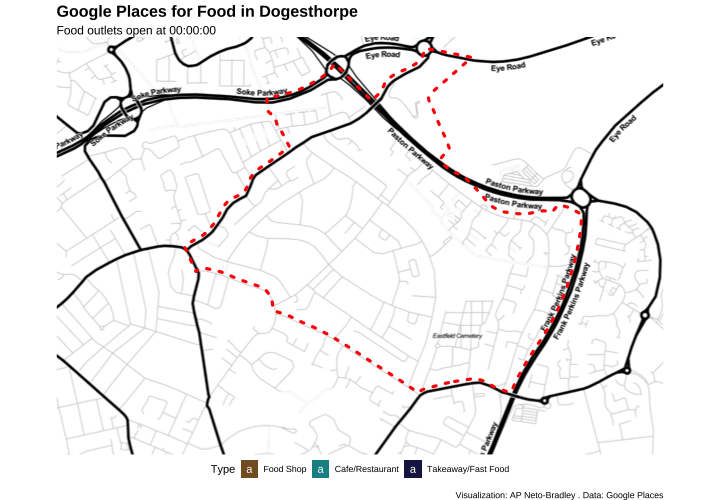 Google Places for Food in Dogesthorpe
Food outlets open at 00:00:00
Eye Road
Eye Road
Eye Road
Soke Parkway
Soke Parkway
Soke Parkway
Parkway
Eye Road
Paston Parkway
Paston Parkway
Paston Parkway
Frank Perkins Parkway
Frank Perkins Parkway
Eastfield Cemetery
Parkway
Type a Food Shop a Cafe/Restaurant a Takeaway/Fast Food
Visualization: AP Neto-Bradley . Data: Google Places